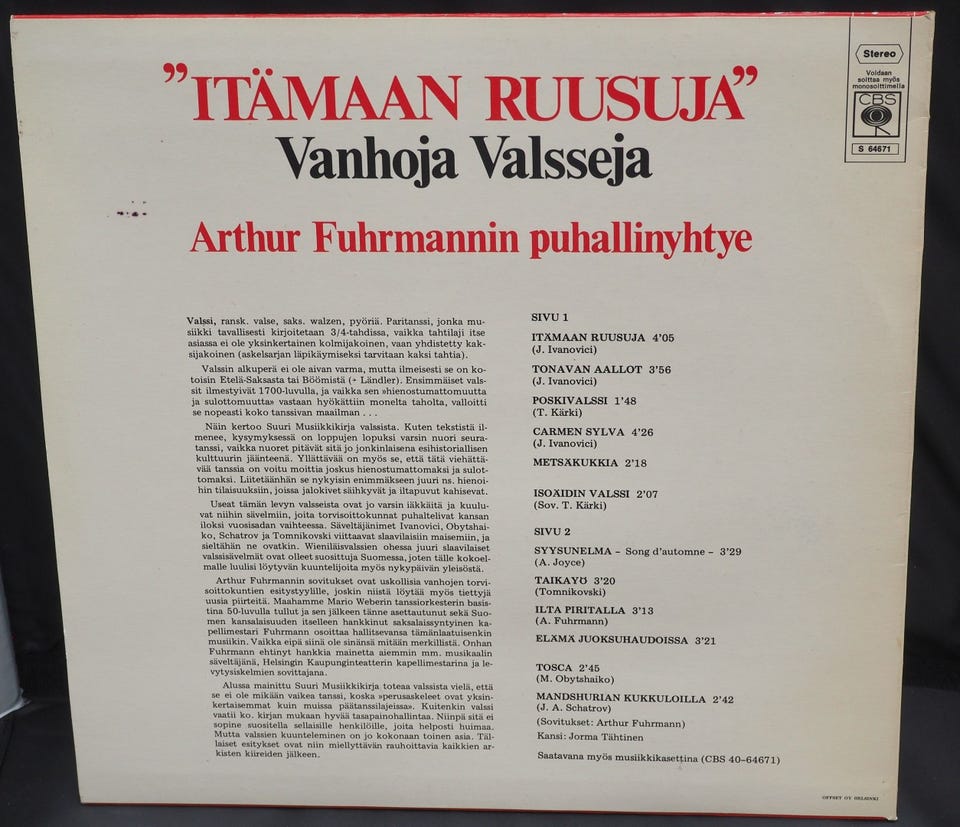 "ITÄMAAN RUUSUJA"
Vanhoja Valsseja
Arthur Fuhrmannin puhallinyhtye
Stereo
Voidaan
soittaa myös
monosoittimella
CBS
S 64671
Valssi, ransk. valse, saks. walzen, pyöriä. Paritanssi, jonka mu-
siikki tavallisesti kirjoitetaan 3/4-tahdissa, vaikka tahtilaji itse
asiassa ei ole yksinkertainen kolmijakoinen, vaan yhdistetty kak-
sijakoinen (askelsarjan läpikäymiseksi tarvitaan kaksi tahtia).
Valssin alkuperä ei ole aivan varma, mutta ilmeisesti se on ko-
toisin Etelä-Saksasta tai Böömistä (→ Ländler). Ensimmäiset vals-
sit ilmestyivät 1700-luvulla, ja vaikka sen »hienostumattomuutta
ja sulottomuutta» vastaan hyökättiin monelta taholta, valloitti
se nopeasti koko tanssivan maailman . . .
Näin kertoo Suuri Musiikkikirja valssista. Kuten tekstistä il-
menee, kysymyksessä on loppujen lopuksi varsin nuori seura-
tanssi, vaikka nuoret pitävät sitä jo jonkinlaisena esihistoriallisen
kulttuurin jäänteenä. Yllättävää on myös se, että tätä viehättä-
vää tanssia on voitu moittia joskus hienostumattomaksi ja sulot-
tomaksi. Liitetäänhän se nykyisin enimmäkseen juuri ns. hienoi-
hin tilaisuuksiin, joissa jalokivet säihkyvät ja iltapuvut kahisevat.
Useat tämän levyn valsseista ovat jo varsin iäkkäitä ja kuulu-
vat niihin sävelmiin, joita torvisoittokunnat puhaltelivat kansan
iloksi vuosisadan vaihteessa. Säveltäjänimet Ivanovici, Obytshai-
ko, Schatrov ja Tomnikovski viittaavat slaavilaisiin maisemiin, ja
sieltähän ne ovatkin. Wieniläisvalssien ohessa juuri slaavilaiset
valssisävelmät ovat olleet suosittuja Suomessa, joten tälle kokoel-
malle luulisi löytyvän kuuntelijoita myös nykypäivän yleisöstä.
Arthur Fuhrmannin sovitukset ovat uskollisia vanhojen torvi-
soittokuntien esitystyylille, joskin niistä löytää myös tiettyjä
uusia piirteitä. Maahamme Mario Weberin tanssiorkesterin basis-
tina 50-luvulla tullut ja sen jälkeen tänne asettautunut sekä Suo-
men kansalaisuuden itselleen hankkinut saksalaissyntyinen ka-
pellimestari Fuhrmann osoittaa hallitsevansa tämänlaatuisenkin
musiikin. Vaikka eipä siinä ole sinänsä mitään merkillistä. Onhan
Fuhrmann ehtinyt hankkia mainetta aiemmin mm. musikaalin
säveltäjänä, Helsingin Kaupunginteatterin kapellimestarina ja le-
vytysiskelmien sovittajana.
Alussa mainittu Suuri Musiikkikirja toteaa valssista vielä, että
se ei ole mikään vaikea tanssi, koska »perusaskeleet ovat yksin-
kertaisemmat kuin muissa päätanssilajeissa». Kuitenkin valssi
vaatii ko. kirjan mukaan hyvää tasapainohallintaa. Niinpä sitä ei
sopine suositella sellaisille henkilöille, joita helposti huimaa.
Mutta valssien kuunteleminen on jo kokonaan toinen asia. Täl-
laiset esitykset ovat niin miellyttävän rauhoittavia kaikkien ar-
kisten kiireiden jälkeen.
SIVU 1
ITÄMAAN RUUSUJA 4'05
(J. Ivanovici)
TONAVAN AALLOT 3'56
(J. Ivanovici)
POSKIVALSSI 1'48
(T. Kärki)
CARMEN SYLVA 4'26
(J. Ivanovici)
METSÄKUKKIA 2'18
ISOÄIDIN VALSSI 2'07
(Sov. T. Kärki)
SIVU 2
SYYSUNELMA – Song d'automne – 3'29
(A. Joyce)
TAIKAYÖ 3'20
(Tomnikovski)
ILTA PIRITALLA 3'13
(A. Fuhrmann)
ELÄMÄ JUOKSUHAUDOISSA 3'21
TOSCA 2'45
(M. Obytshaiko)
MANDSHURIAN KUKKULOILLA 2'42
(J. A. Schatrov)
(Sovitukset: Arthur Fuhrmann)
Kansi: Jorma Tähtinen
Saatavana myös musiikkikasettina (CBS 40-64671)
OFFSET OY HELSINKI